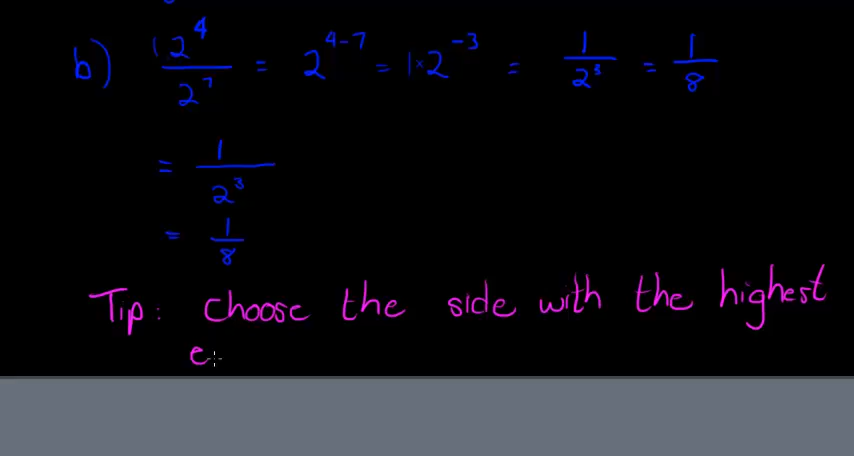 b) 2^4/2^7 = 2^(4-7) = 1×2^(-3) = 1/2^3 = 1/8
= 1/2^3
= 1/8
Tip: choose the side with the highest
e